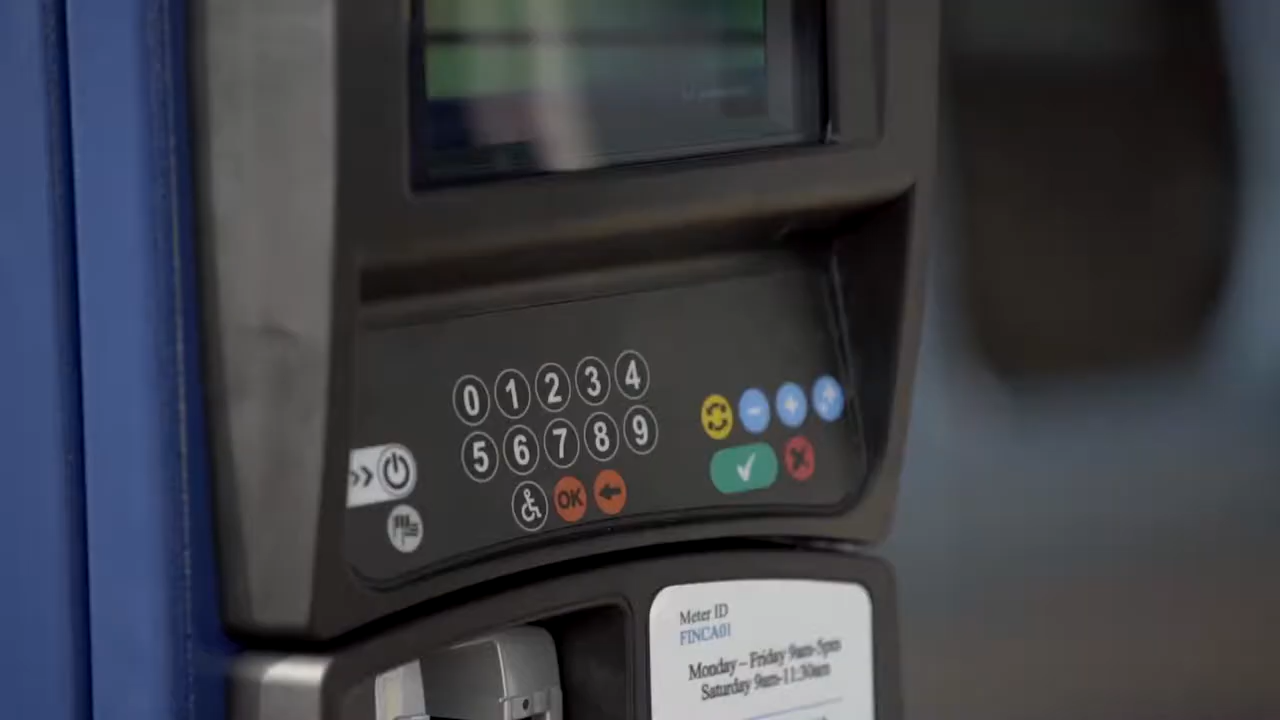 0 1 2 3 4
5 6 7 8 9
OK
Meter ID
FINCA01
Monday – Friday 9am-5pm
Saturday 9am-11:30am